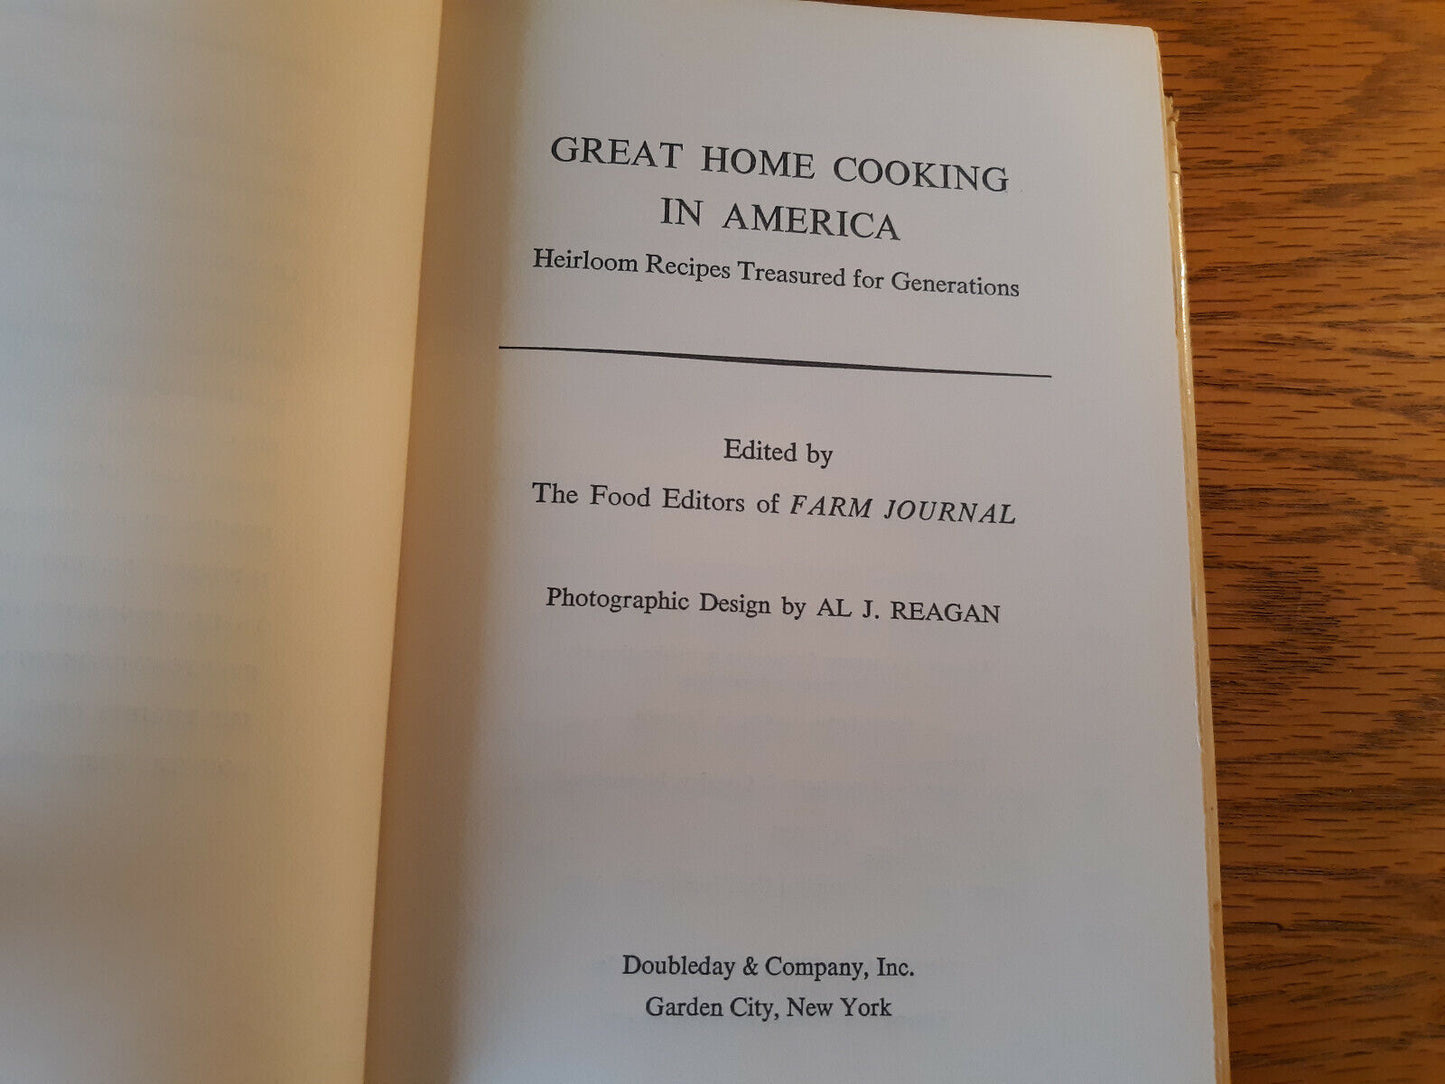 GREAT HOME COOKING
IN AMERICA
Heirloom Recipes Treasured for Generations
Edited by
The Food Editors of FARM JOURNAL
Photographic Design by AL J. REAGAN
Doubleday & Company, Inc.
Garden City, New York